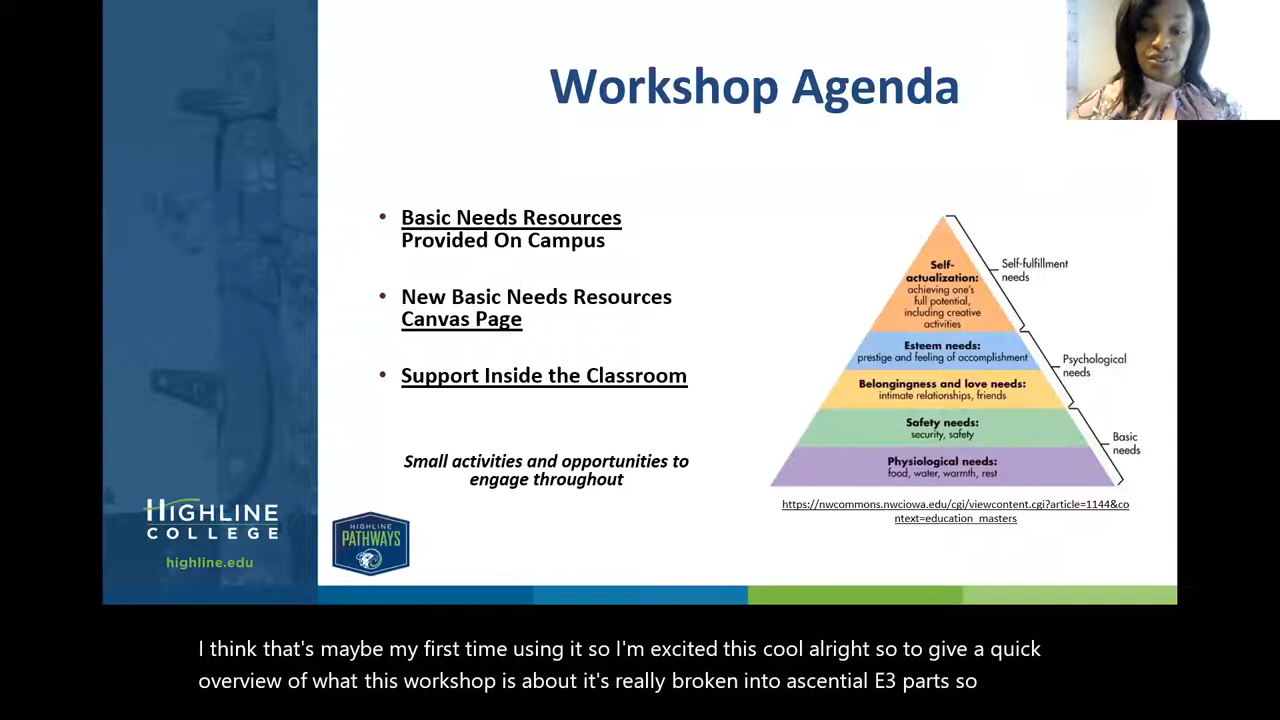 Workshop Agenda
• Basic Needs Resources
Provided On Campus
• New Basic Needs Resources
Canvas Page
• Support Inside the Classroom
Small activities and opportunities to
engage throughout
Self-
actualization:
achieving one's
full potential,
including creative
activities
Esteem needs:
prestige and feeling of accomplishment
Belongingness and love needs:
intimate relationships, friends
Safety needs:
security, safety
Physiological needs:
food, water, warmth, rest
Self-fulfillment
needs
Psychological
needs
Basic
needs
https://nwcommons.nwciowa.edu/cgi/viewcontent.cgi?article=1144&co
ntext=education_masters
HIGHLINE
COLLEGE
highline.edu
HIGHLINE
PATHWAYS
I think that's maybe my first time using it so I'm excited this cool alright so to give a quick
overview of what this workshop is about it's really broken into ascential E3 parts so